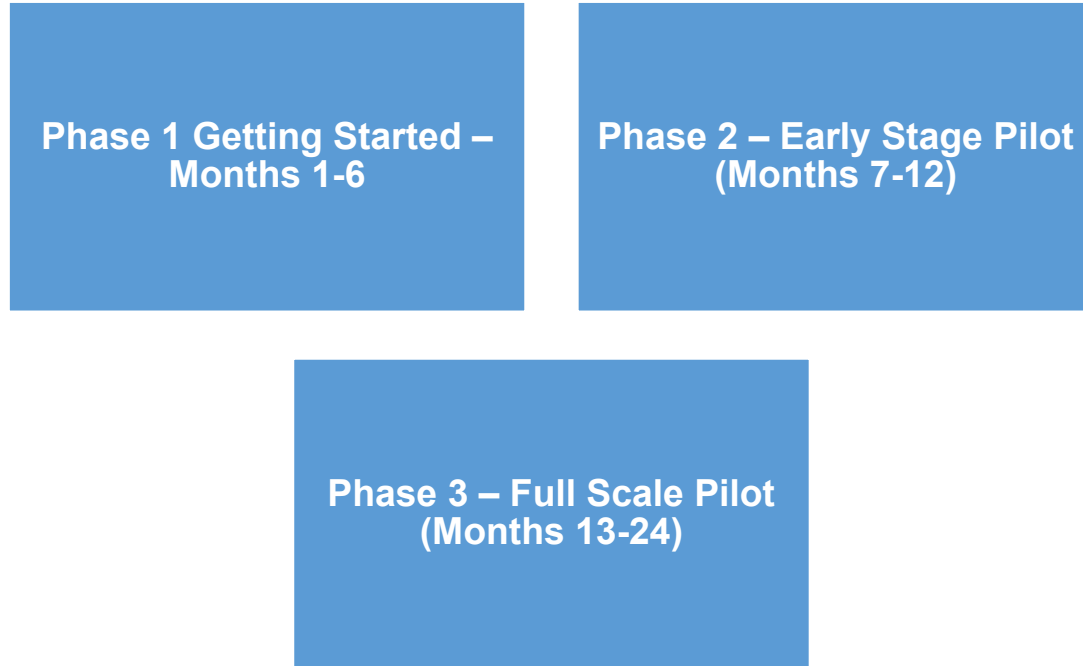 Phase 1 Getting Started –
Months 1-6
Phase 2 – Early Stage Pilot
(Months 7-12)
Phase 3 – Full Scale Pilot
(Months 13-24)